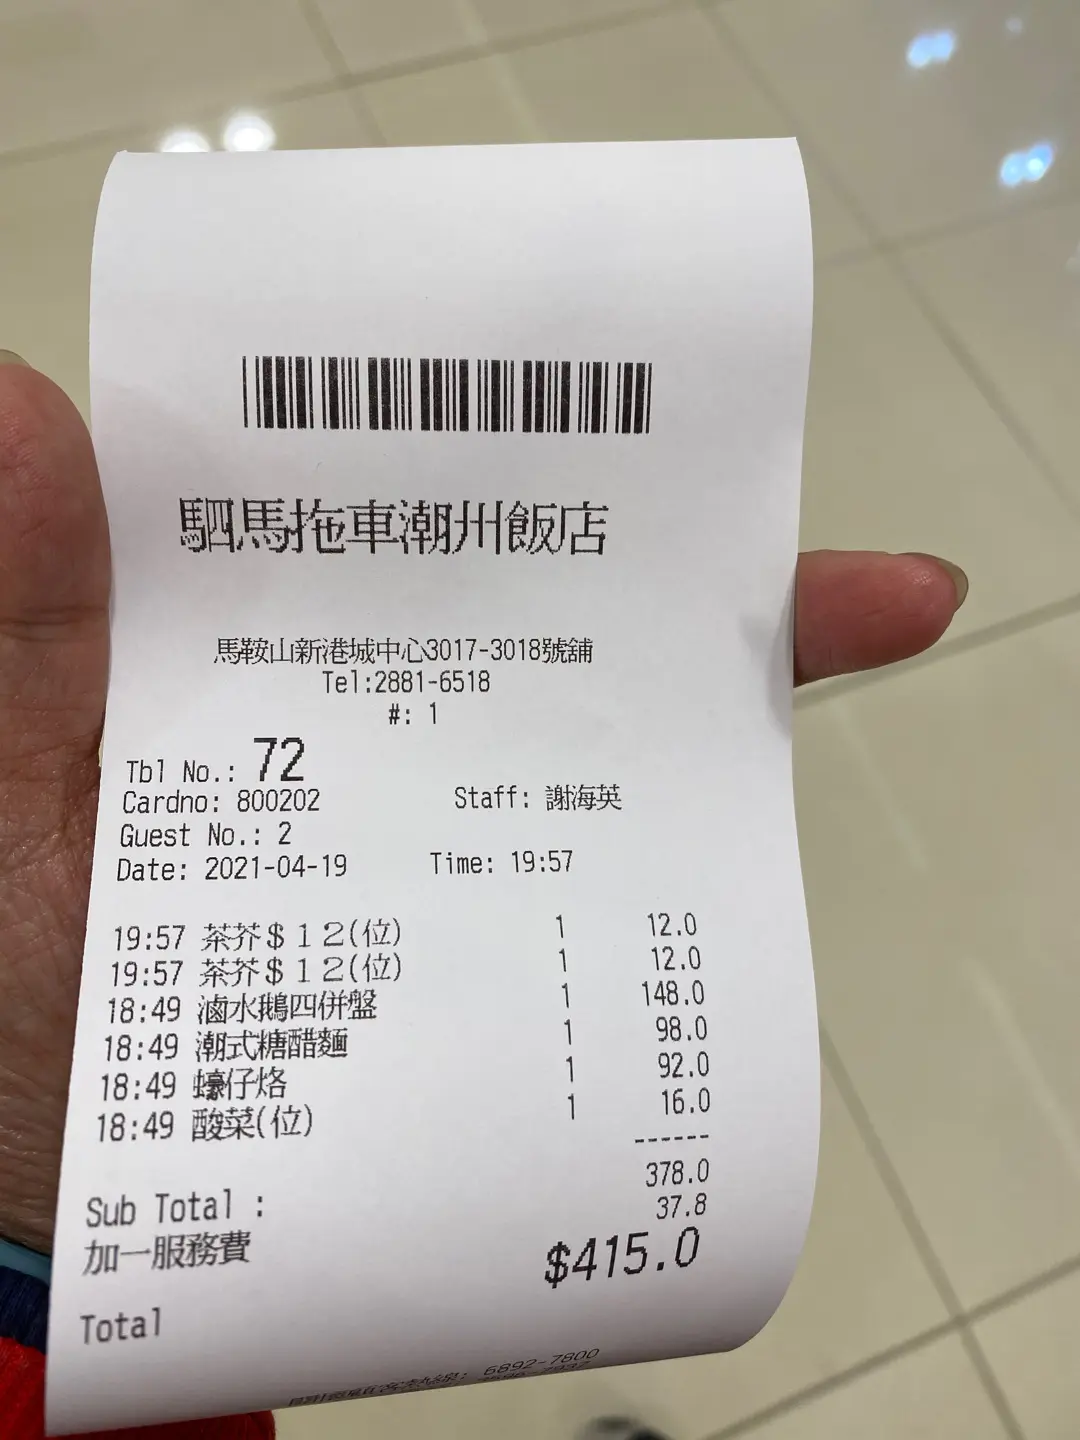 駟馬拖車潮州飯店
馬鞍山新港城中心3017-3018號舖
Tel:2881-6518
#: 1
Tbl No.: 72
Cardno: 800202 Staff: 謝海英
Guest No.: 2
Date: 2021-04-19 Time: 19:57
19:57 茶芥＄１２(位) 1 12.0
19:57 茶芥＄１２(位) 1 12.0
18:49 滷水鵝四併盤 1 148.0
18:49 潮式糖醋麵 1 98.0
18:49 蠔仔烙 1 92.0
18:49 酸菜(位) 1 16.0
------
Sub Total : 378.0
加一服務費 37.8
Total $415.0
客熱線: 6892-7800